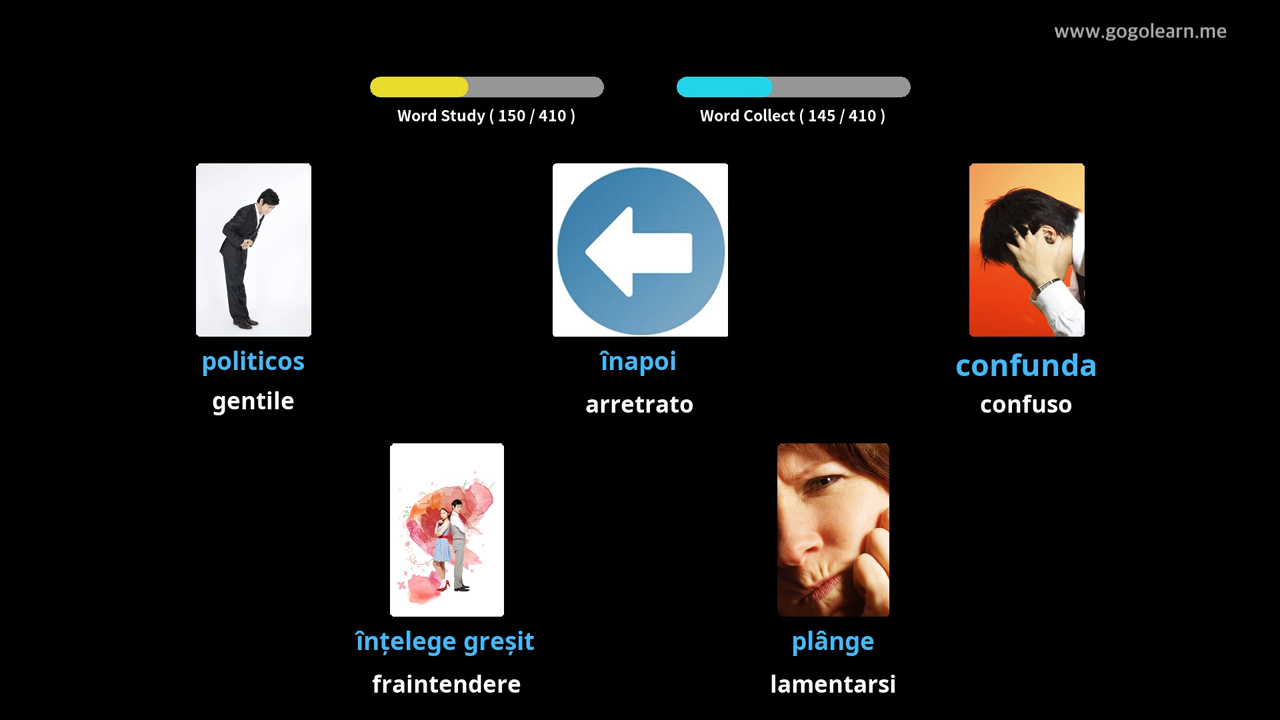 www.gogolearn.me
Word Study ( 150 / 410 )
Word Collect ( 145 / 410 )
politicos
gentile
înapoi
arretrato
confunda
confuso
înțelege greșit
fraintendere
plânge
lamentarsi